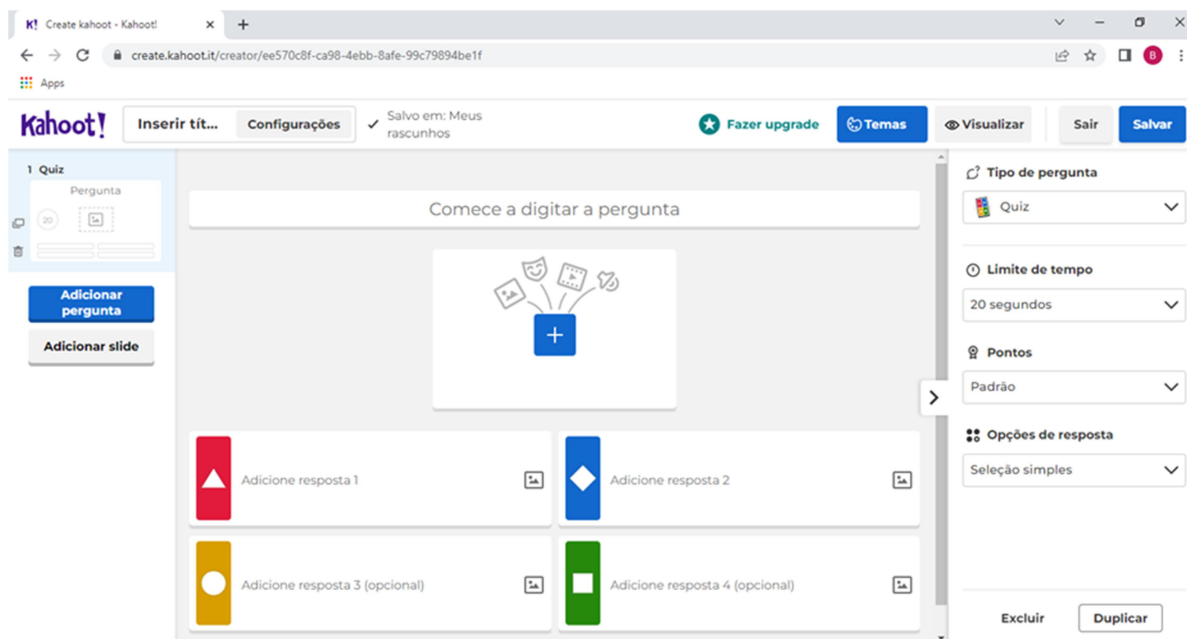 K! Create kahoot - Kahoot!
create.kahoot.it/creator/ee570c8f-ca98-4ebb-8afe-99c79894be1f
B
Apps
Kahoot!
Inserir tít...
Configurações
Salvo em: Meus
rascunhos
Fazer upgrade
Temas
Visualizar
Sair
Salvar
1 Quiz
Pergunta
20
Adicionar
pergunta
Adicionar slide
Comece a digitar a pergunta
Adicione resposta 1
Adicione resposta 2
Adicione resposta 3 (opcional)
Adicione resposta 4 (opcional)
Tipo de pergunta
Quiz
Limite de tempo
20 segundos
Pontos
Padrão
Opções de resposta
Seleção simples
Excluir
Duplicar